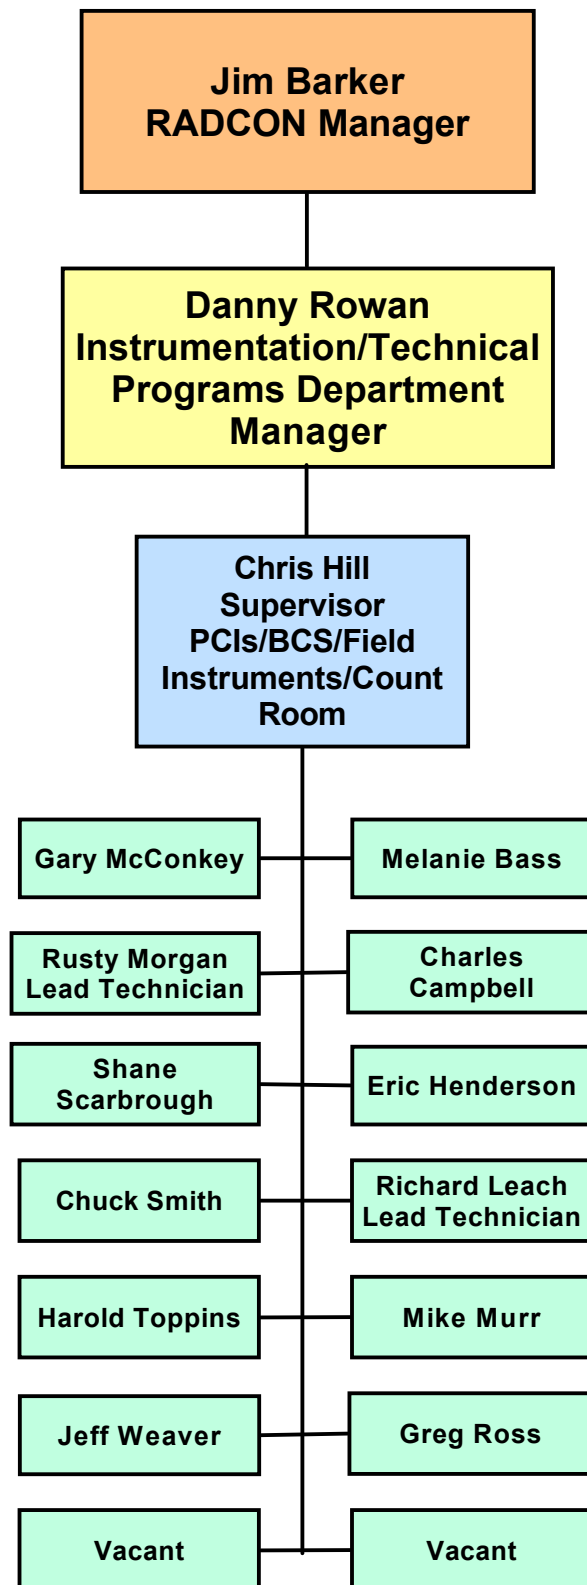 Jim Barker
RADCON Manager
Danny Rowan
Instrumentation/Technical
Programs Department
Manager
Chris Hill
Supervisor
PCIs/BCS/Field
Instruments/Count
Room
Gary McConkey
Melanie Bass
Rusty Morgan
Lead Technician
Charles
Campbell
Shane
Scarbrough
Eric Henderson
Chuck Smith
Richard Leach
Lead Technician
Harold Toppins
Mike Murr
Jeff Weaver
Greg Ross
Vacant
Vacant